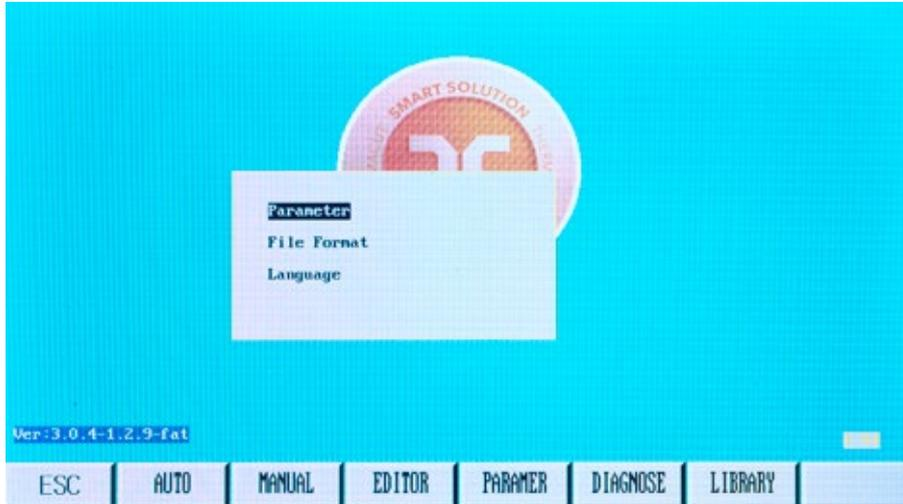 SMART SOLUTION
Parameter
File Format
Language
Ver:3.0.4-1.2.9-fat
ESC AUTO MANUAL EDITOR PARAMER DIAGNOSE LIBRARY